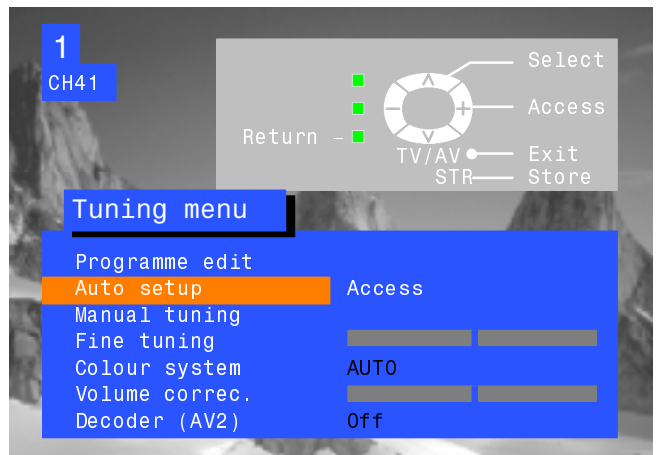 1
CH41
Select
Access
Return –
TV/AV
Exit
STR
Store
Tuning menu
Programme edit
Auto setup Access
Manual tuning
Fine tuning
Colour system AUTO
Volume correc.
Decoder (AV2) Off